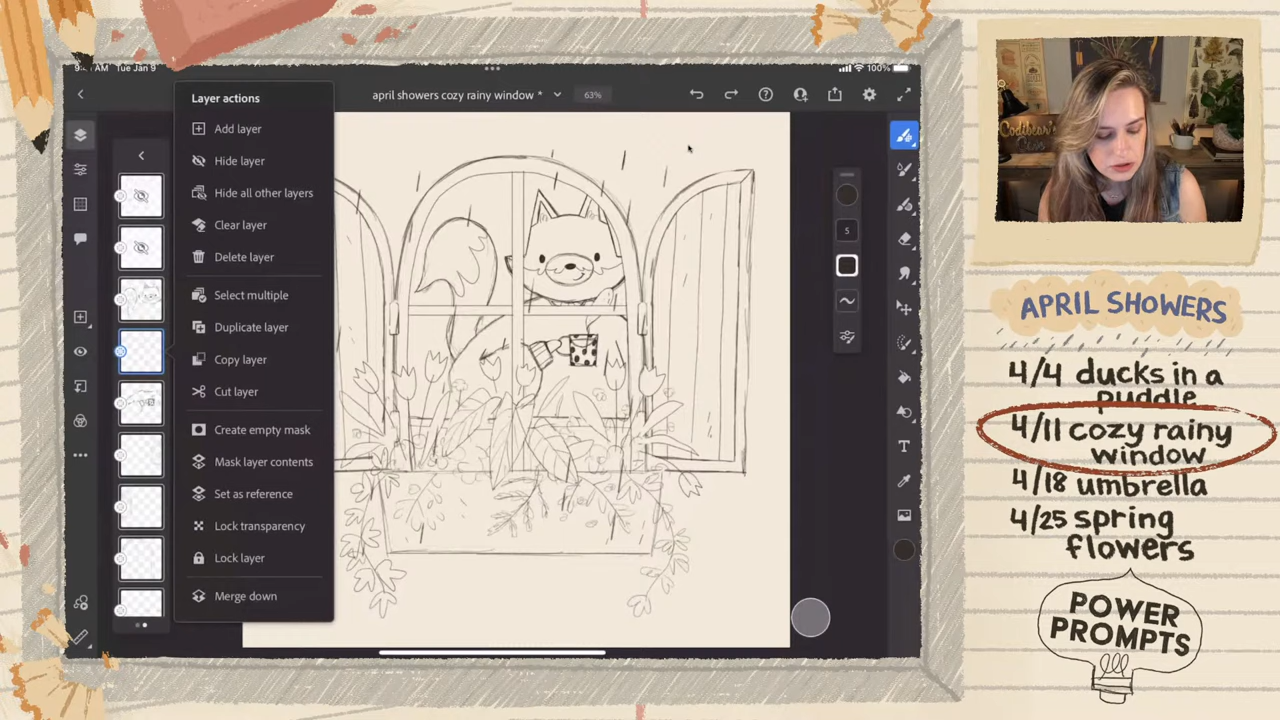 Tue Jan 9
100%
april showers cozy rainy window *
63%
Layer actions
Add layer
Hide layer
Hide all other layers
Clear layer
Delete layer
Select multiple
Duplicate layer
Copy layer
Cut layer
Create empty mask
Mask layer contents
Set as reference
Lock transparency
Lock layer
Merge down
5
T
Codibear's
APRIL SHOWERS
4/4 ducks in a
puddle
4/11 cozy rainy
window
4/18 umbrella
4/25 spring
flowers
POWER
PROMPTS